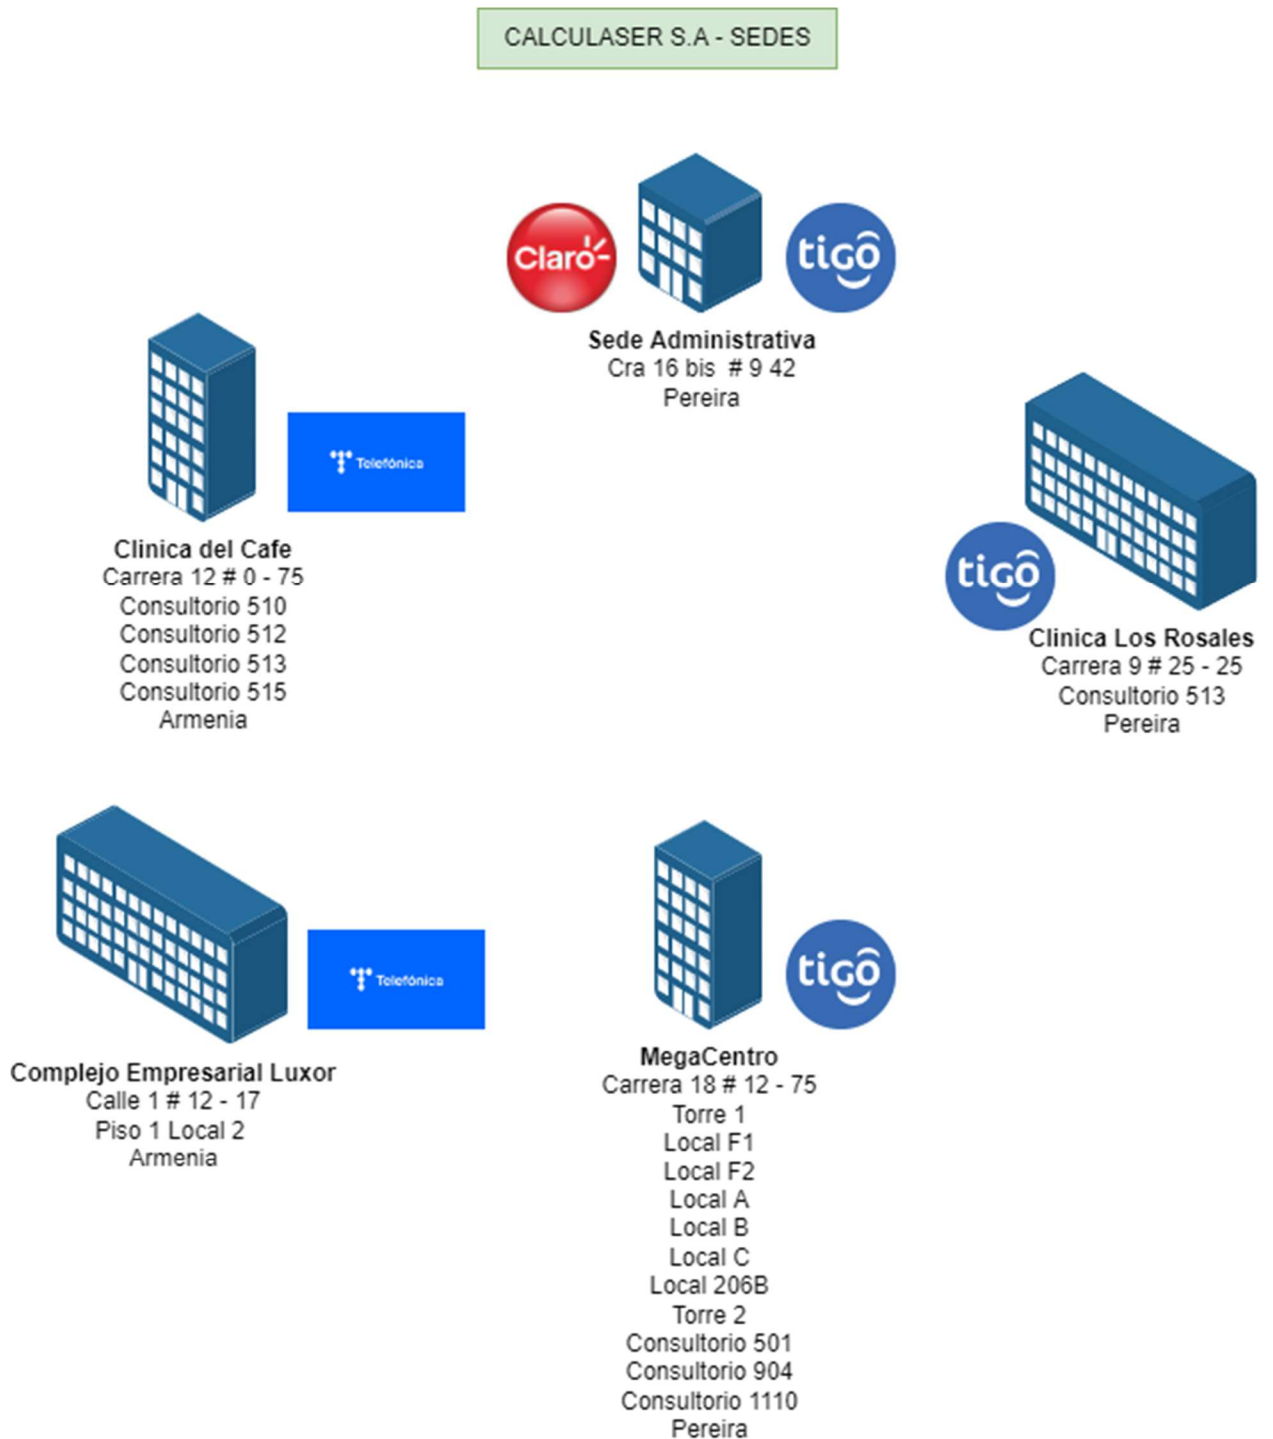 CALCULASER S.A - SEDES
Claro
tigo
Sede Administrativa
Cra 16 bis # 9 42
Pereira
Telefónica
Clinica del Cafe
Carrera 12 # 0 - 75
Consultorio 510
Consultorio 512
Consultorio 513
Consultorio 515
Armenia
tigo
Clinica Los Rosales
Carrera 9 # 25 - 25
Consultorio 513
Pereira
Telefónica
Complejo Empresarial Luxor
Calle 1 # 12 - 17
Piso 1 Local 2
Armenia
tigo
MegaCentro
Carrera 18 # 12 - 75
Torre 1
Local F1
Local F2
Local A
Local B
Local C
Local 206B
Torre 2
Consultorio 501
Consultorio 904
Consultorio 1110
Pereira